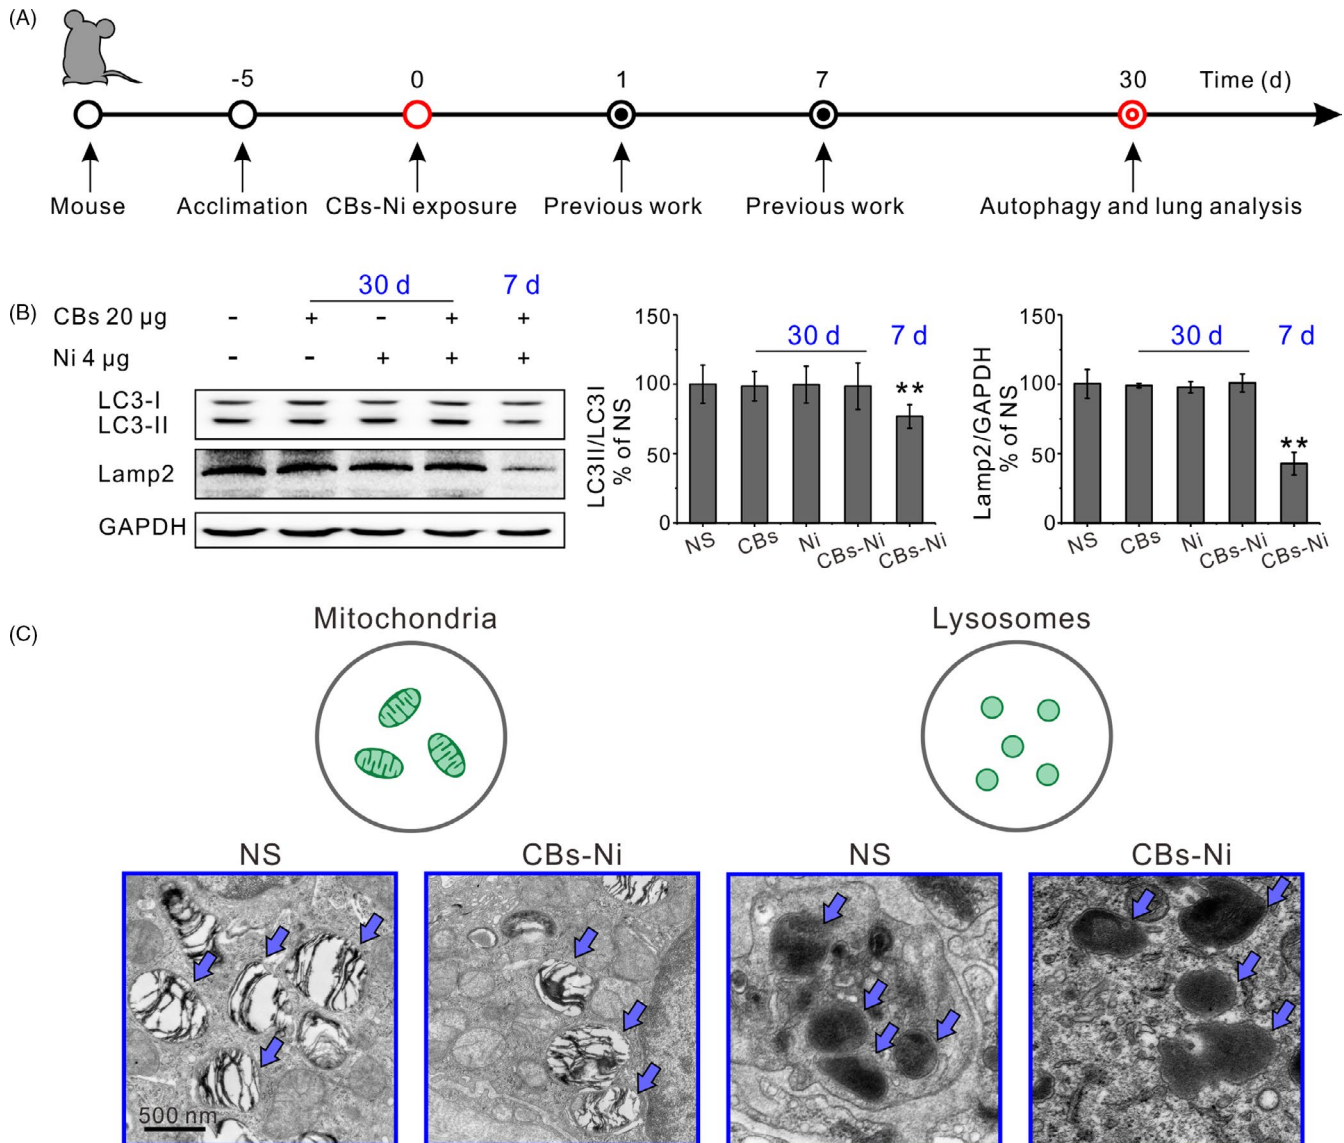 (A)
-5 0 1 7 30 Time (d)
Mouse Acclimation CBs-Ni exposure Previous work Previous work Autophagy and lung analysis
(B)
30 d 7 d
CBs 20 µg - + - + +
Ni 4 µg - - + + +
LC3-I
LC3-II
Lamp2
GAPDH
LC3II/LC3I
% of NS
150
100
50
0
30 d 7 d
**
NS CBs Ni CBs-Ni CBs-Ni
Lamp2/GAPDH
% of NS
150
100
50
0
30 d 7 d
**
NS CBs Ni CBs-Ni CBs-Ni
(C)
Mitochondria Lysosomes
NS CBs-Ni NS CBs-Ni
500 nm